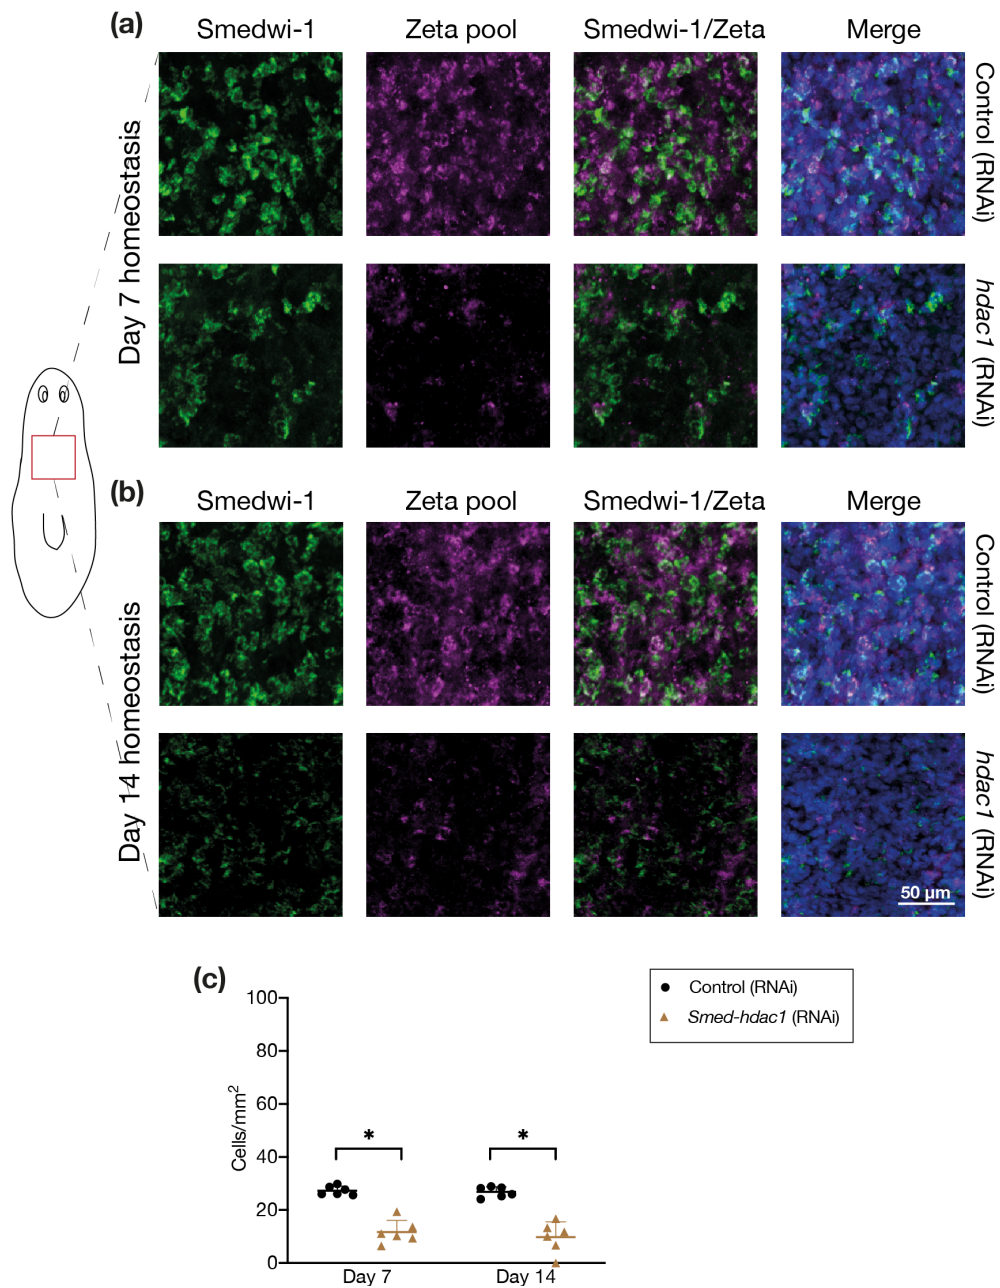 (a)
Smedwi-1 Zeta pool Smedwi-1/Zeta Merge
Day 7 homeostasis
Control (RNAi)
hdac1 (RNAi)
(b)
Smedwi-1 Zeta pool Smedwi-1/Zeta Merge
Day 14 homeostasis
Control (RNAi)
hdac1 (RNAi)
50 µm
(c)
Control (RNAi)
Smed-hdac1 (RNAi)
Cells/mm²
100
80
60
40
20
0
* *
Day 7 Day 14